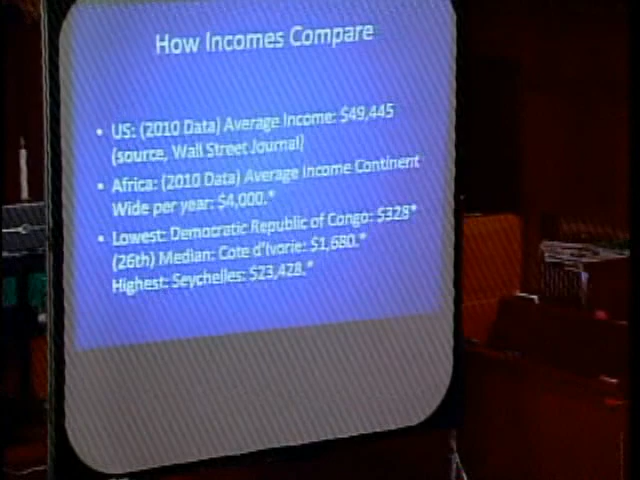 How Incomes Compare
• US: (2010 Data) Average Income: $49,445
(source, Wall Street Journal)
• Africa: (2010 Data) Average Income Continent
Wide per year: $4,000.*
• Lowest: Democratic Republic of Congo: $328*
(26th) Median: Cote d'Ivorie: $1,680.*
Highest: Seychelles: $23,428.*